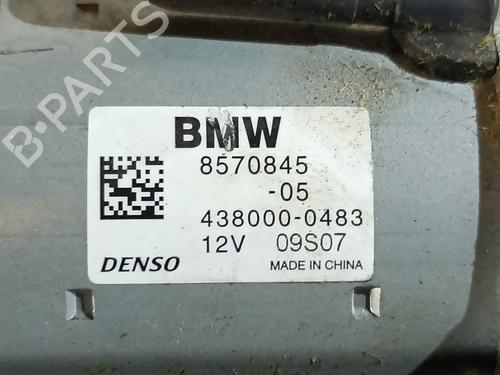 B-PARTS
BMW
8570845
-05
438000-0483
12V 09S07
DENSO MADE IN CHINA